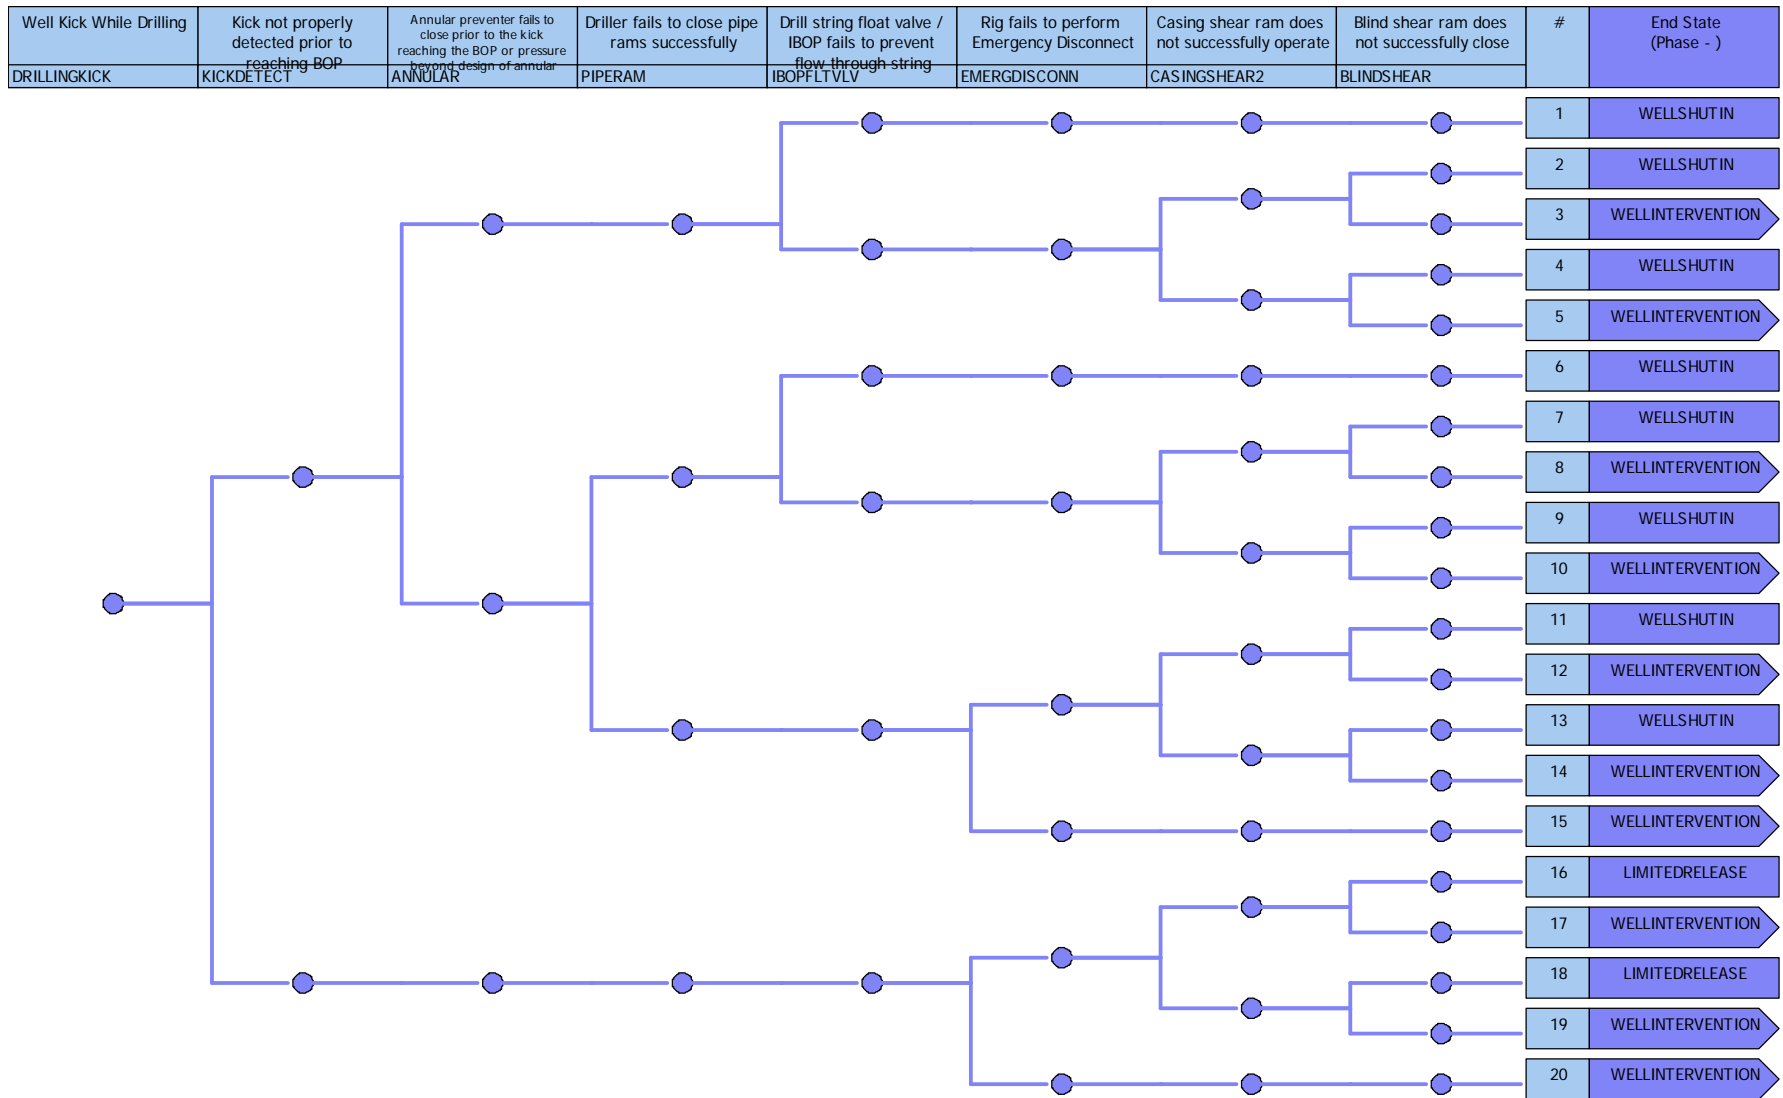 Well Kick While Drilling
Kick not properly
detected prior to
reaching BOP
Annular preventer fails to
close prior to the kick
reaching the BOP or pressure
beyond design of annular
Driller fails to close pipe
rams successfully
Drill string float valve /
IBOP fails to prevent
flow through string
Rig fails to perform
Emergency Disconnect
Casing shear ram does
not successfully operate
Blind shear ram does
not successfully close
#
End State
(Phase - )
DRILLINGKICK
KICKDETECT
ANNULAR
PIPERAM
IBOPFLTVLV
EMERGDISCONN
CASINGSHEAR2
BLINDSHEAR
1 WELLSHUTIN
2 WELLSHUTIN
3 WELLINTERVENTION
4 WELLSHUTIN
5 WELLINTERVENTION
6 WELLSHUTIN
7 WELLSHUTIN
8 WELLINTERVENTION
9 WELLSHUTIN
10 WELLINTERVENTION
11 WELLSHUTIN
12 WELLINTERVENTION
13 WELLSHUTIN
14 WELLINTERVENTION
15 WELLINTERVENTION
16 LIMITEDRELEASE
17 WELLINTERVENTION
18 LIMITEDRELEASE
19 WELLINTERVENTION
20 WELLINTERVENTION